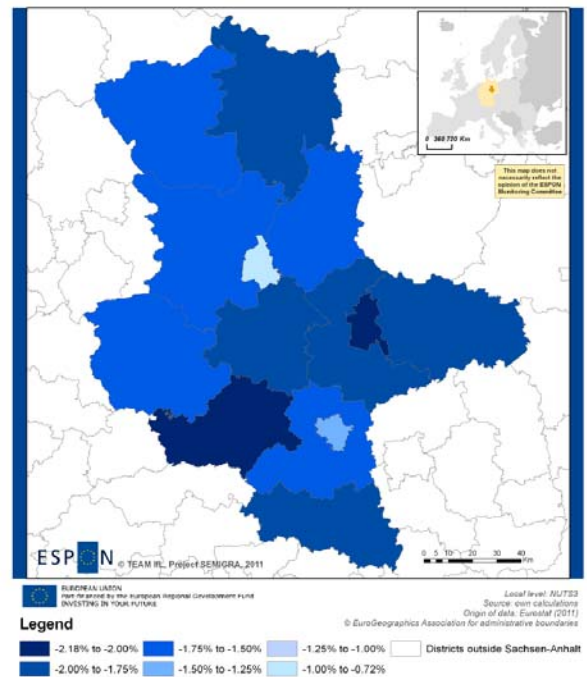 4
0 360 720 Km
This map does not
necessarily reflect the
opinion of the ESPON
Monitoring Committee
ESPON © TEAM IfL, Project SEMIGRA, 2011
0 5 10 20 30 40
Km
EUROPEAN UNION
Part-financed by the European Regional Development Fund
INVESTING IN YOUR FUTURE
Local level: NUTS3
Source: own calculations
Origin of data: Eurostat (2011)
© EuroGeographics Association for administrative boundaries
Legend
-2.18% to -2.00% -1.75% to -1.50% -1.25% to -1.00% Districts outside Sachsen-Anhalt
-2.00% to -1.75% -1.50% to -1.25% -1.00% to -0.72%